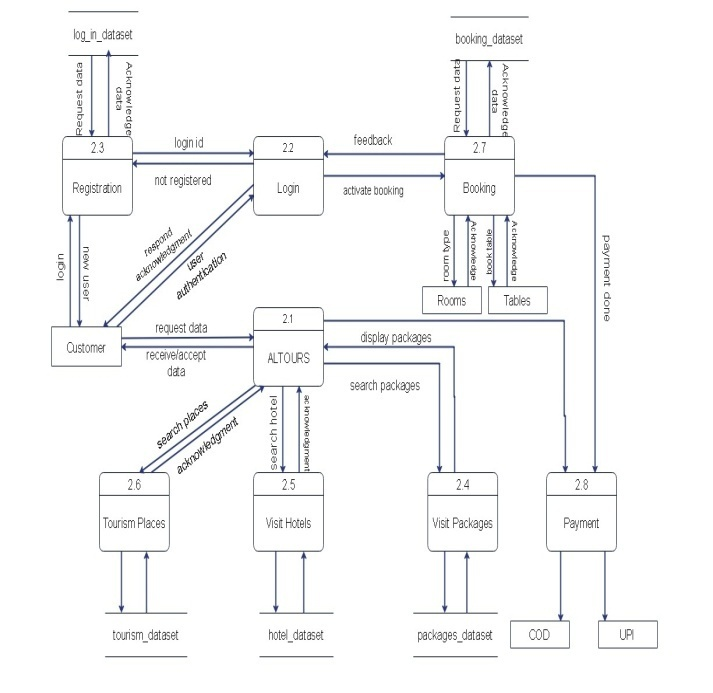 log_in_dataset
booking_dataset
Request data
Acknowledge
data
Request data
Acknowledge
data
2.3
Registration
login id
not registered
2.2
Login
feedback
activate booking
2.7
Booking
login
new user
respond
acknowledgment
user
authentication
room type
Acknowledge
book table
Acknowledge
payment done
Rooms
Tables
Customer
request data
receive/accept
data
2.1
ALTOURS
display packages
search packages
search places
acknowledgment
search hotel
acknowledgment
2.6
Tourism Places
2.5
Visit Hotels
2.4
Visit Packages
2.8
Payment
tourism_dataset
hotel_dataset
packages_dataset
COD
UPI